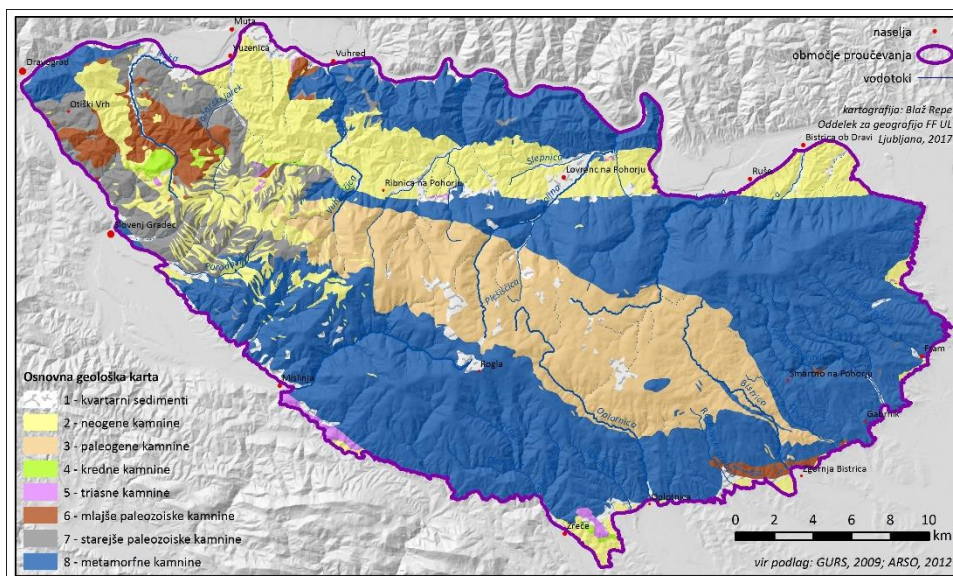 Muta
Vuzenica
Vuhred
Dravograd
Otiški Vrh
naselja
območje proučevanja
vodotoki
kartografija: Blaž Repe
Oddelek za geografijo FF UL
Ljubljana, 2017
Bistrica ob Dravi
Ruše
Slepnica
Lovrenc na Pohorju
Ribnica na Pohorju
Slovenj Gradec
Plešiščica
Rogla
Mislinja
Fram
Šmartno na Pohorju
Bistrica
Oplotnica
Gabrnik
Zgornja Bistrica
Oplotnica
Zreče
Osnovna geološka karta
1 - kvartarni sedimenti
2 - neogene kamnine
3 - paleogene kamnine
4 - kredne kamnine
5 - triasne kamnine
6 - mlajše paleozoiske kamnine
7 - starejše paleozoiske kamnine
8 - metamorfne kamnine
0 2 4 6 8 10
km
vir podlag: GURS, 2009; ARSO, 2012